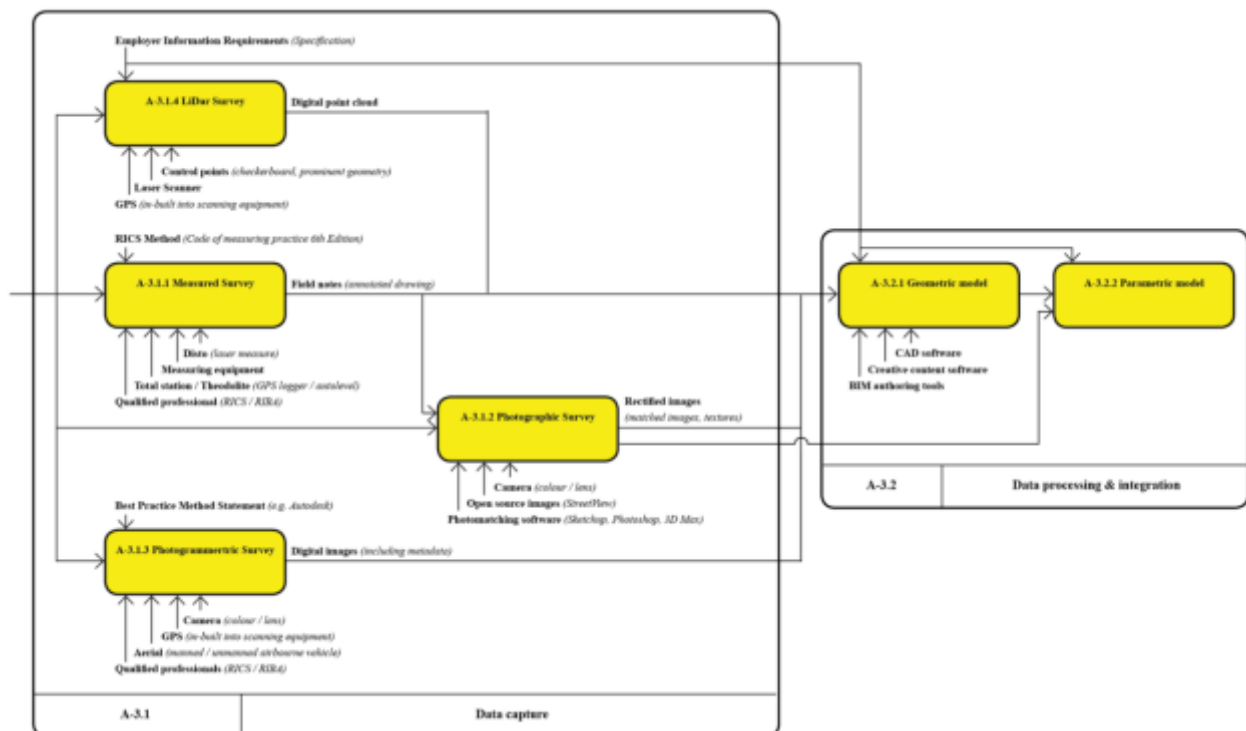 Employer Information Requirements (Specification)
A-3.1.4 LiDar Survey
Digital point cloud
Control points (checkerboard, prominent geometry)
Laser Scanner
GPS (in-built into scanning equipment)
RICS Method (Code of measuring practice 6th Edition)
A-3.1.1 Measured Survey
Field notes (annotated drawing)
Disto (laser measure)
Measuring equipment
Total station / Theodolite (GPS logger / autolevel)
Qualified professional (RICS / RIBA)
A-3.1.2 Photographic Survey
Rectified images
(matched images, textures)
Camera (colour / lens)
Open source images (StreetView)
Photomatching software (Sketchup, Photoshop, 3D Max)
Best Practice Method Statement (e.g. Autodesk)
A-3.1.3 Photogrammertric Survey
Digital images (including metadata)
Camera (colour / lens)
GPS (in-built into scanning equipment)
Aerial (manned / unmanned airbourne vehicle)
Qualified professionals (RICS / RIBA)
A-3.1
Data capture
A-3.2.1 Geometric model
A-3.2.2 Parametric model
CAD software
Creative content software
BIM authoring tools
A-3.2
Data processing & integration